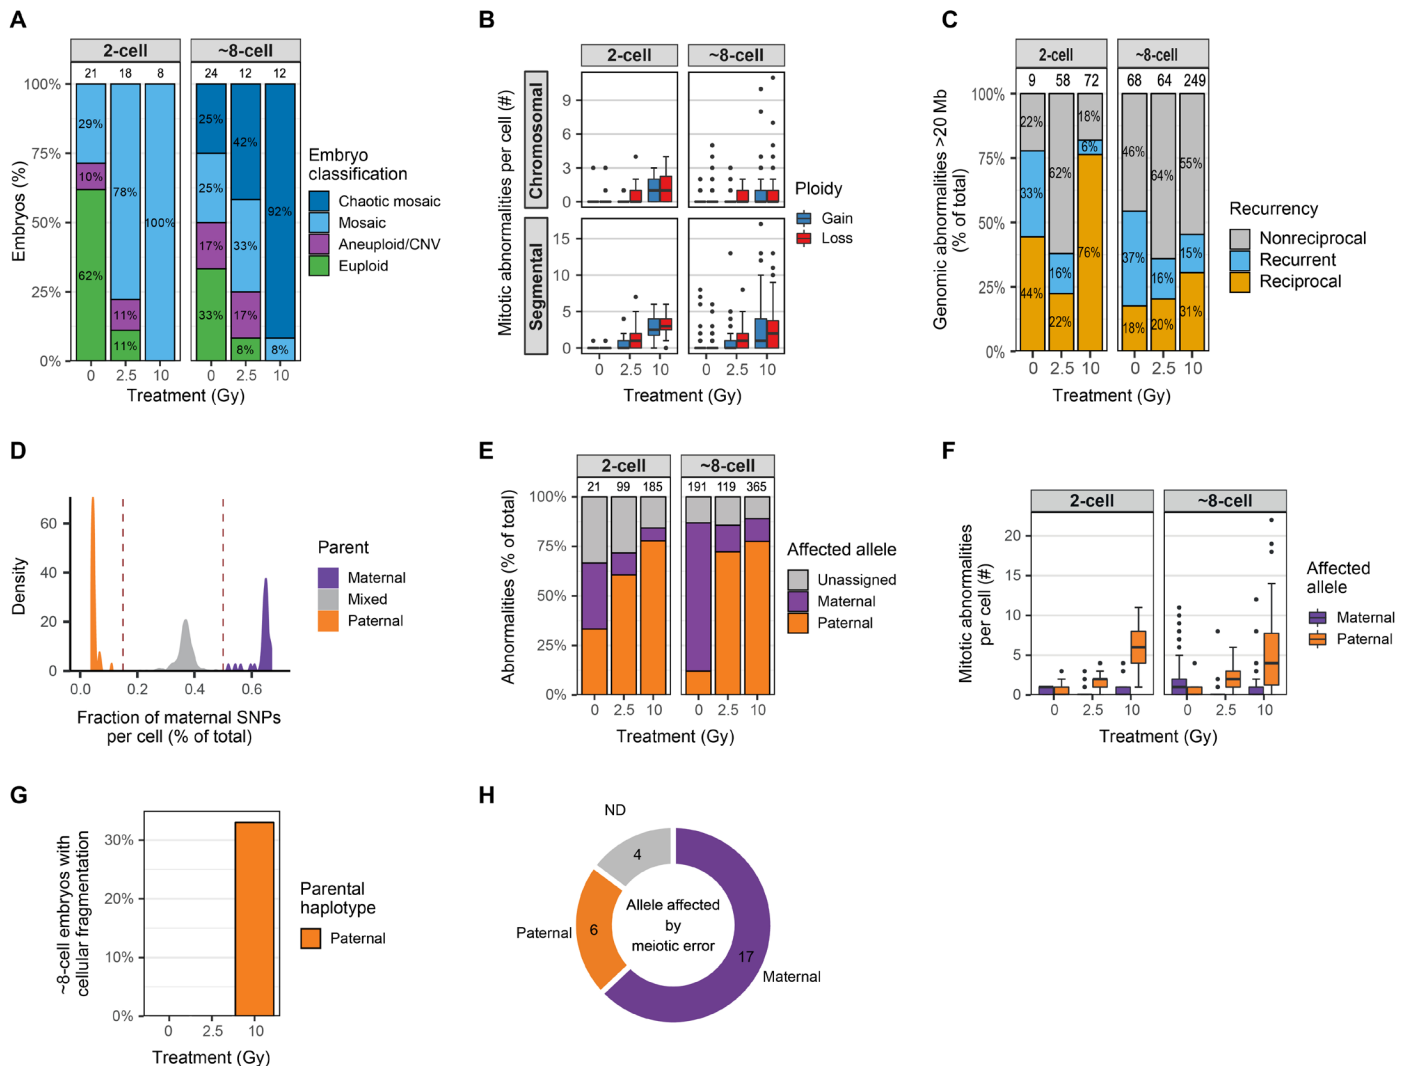 A
2-cell
~8-cell
21 18 8 24 12 12
100%
75%
50%
25%
0%
29%
10%
62%
78%
11%
11%
100%
25%
25%
17%
33%
42%
33%
17%
8%
92%
8%
0 2.5 10 0 2.5 10
Treatment (Gy)
Embryos (%)
Embryo
classification
Chaotic mosaic
Mosaic
Aneuploid/CNV
Euploid
B
2-cell
~8-cell
Mitotic abnormalities per cell (#)
Chromosomal
9
6
3
0
Segmental
15
10
5
0
0 2.5 10 0 2.5 10
Treatment (Gy)
Ploidy
Gain
Loss
C
2-cell
~8-cell
9 58 72 68 64 249
Genomic abnormalities >20 Mb
(% of total)
100%
75%
50%
25%
0%
22%
33%
44%
62%
16%
22%
18%
6%
76%
46%
37%
18%
64%
16%
20%
55%
15%
31%
0 2.5 10 0 2.5 10
Treatment (Gy)
Recurrency
Nonreciprocal
Recurrent
Reciprocal
D
Density
60
40
20
0
0.0 0.2 0.4 0.6
Fraction of maternal SNPs
per cell (% of total)
Parent
Maternal
Mixed
Paternal
E
2-cell
~8-cell
21 99 185 191 119 365
Abnormalities (% of total)
100%
75%
50%
25%
0%
0 2.5 10 0 2.5 10
Treatment (Gy)
Affected allele
Unassigned
Maternal
Paternal
F
2-cell
~8-cell
Mitotic abnormalities
per cell (#)
20
15
10
5
0
0 2.5 10 0 2.5 10
Treatment (Gy)
Affected
allele
Maternal
Paternal
G
~8-cell embryos with
cellular fragmentation
30%
20%
10%
0%
0 2.5 10
Treatment (Gy)
Parental
haplotype
Paternal
H
ND
4
Paternal
6
Allele affected
by
meiotic error
17
Maternal